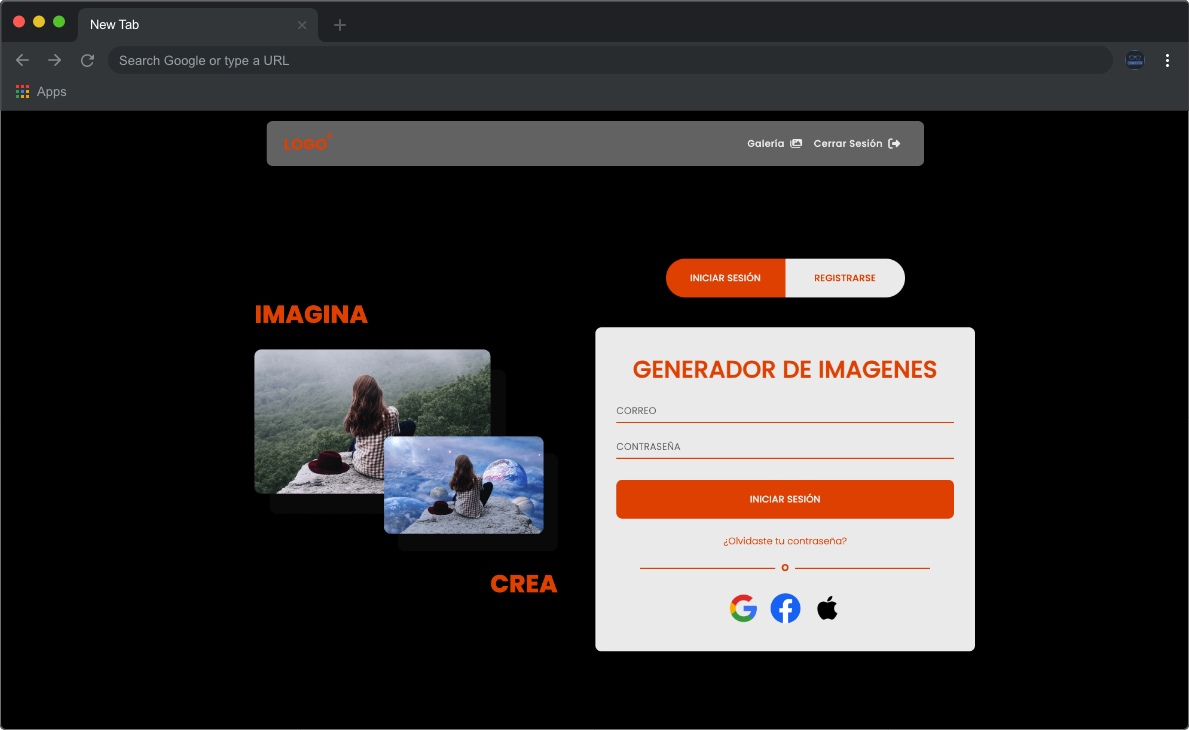 New Tab
Search Google or type a URL
Apps
LOGO
Galería
Cerrar Sesión
INICIAR SESIÓN
REGISTRARSE
IMAGINA
CREA
GENERADOR DE IMAGENES
CORREO
CONTRASEÑA
INICIAR SESIÓN
¿Olvidaste tu contraseña?
O